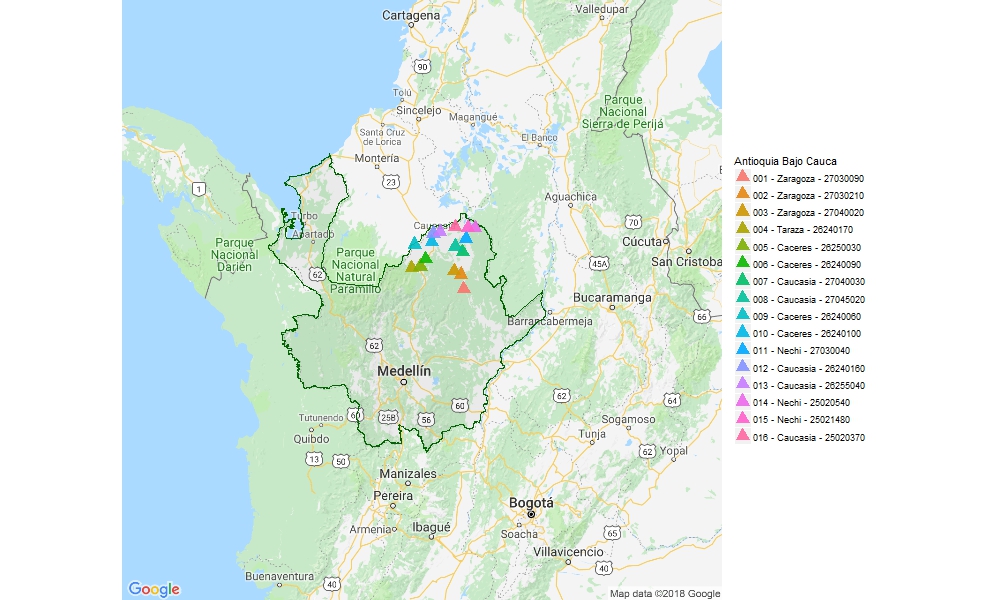 Cartagena
Valledupar
90
Tolu
Sincelejo
Magangué
Parque
Nacional
Sierra de Perijá
Santa Cruz
de Lorica
El Banco
Montería
1
23
Aguachica
Turbo
Apartadó
70
Parque
Nacional
Darién
Parque
Nacional
Natural
Paramillo
Cúcuta
San Cristoba
62
45A
Bucaramanga
Barrancabermeja
66
62
Medellín
62
64
60
25B
56
60
Tutunendo
Quibdo
Sogamoso
Tunja
13
50
62
Yopal
Manizales
Pereira
Bogotá
Armenia
Ibagué
Soacha
65
Villavicencio
Buenaventura
40
40
Google
Map data ©2018 Google
Antioquia Bajo Cauca
001 - Zaragoza - 27030090
002 - Zaragoza - 27030210
003 - Zaragoza - 27040020
004 - Taraza - 26240170
005 - Caceres - 26250030
006 - Caceres - 26240090
007 - Caucasia - 27040030
008 - Caucasia - 27045020
009 - Caceres - 26240060
010 - Caceres - 26240100
011 - Nechi - 27030040
012 - Caucasia - 26240160
013 - Caucasia - 26255040
014 - Nechi - 25020540
015 - Nechi - 25021480
016 - Caucasia - 25020370